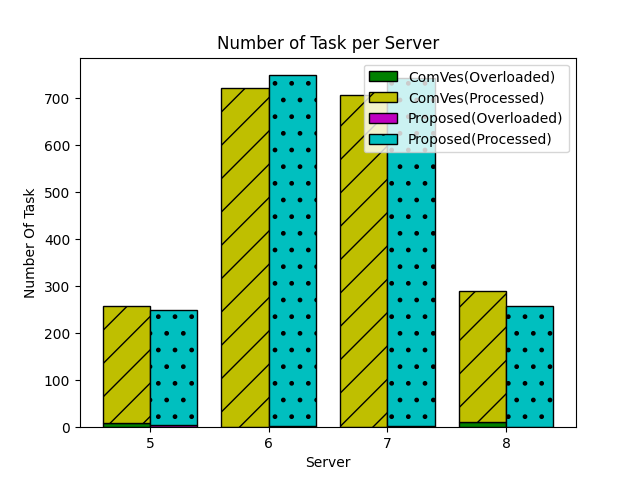 Number of Task per Server
ComVes(Overloaded)
ComVes(Processed)
Proposed(Overloaded)
Proposed(Processed)
Number Of Task
700
600
500
400
300
200
100
0
5 6 7 8
Server